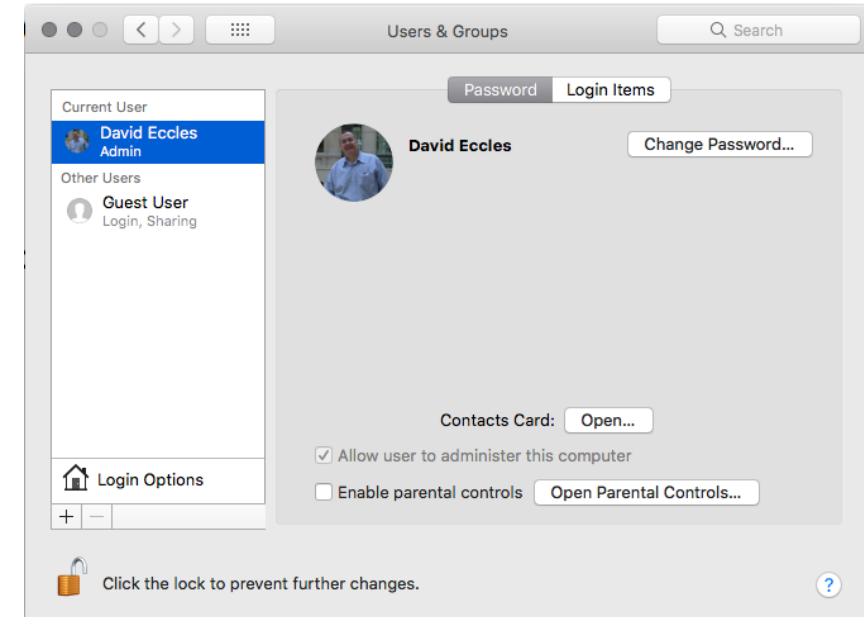 Users & Groups
Search
Password
Login Items
Current User
David Eccles
Admin
Other Users
Guest User
Login, Sharing
David Eccles
Change Password...
Contacts Card:
Open...
Allow user to administer this computer
Enable parental controls
Open Parental Controls...
Login Options
+
−
Click the lock to prevent further changes.
?